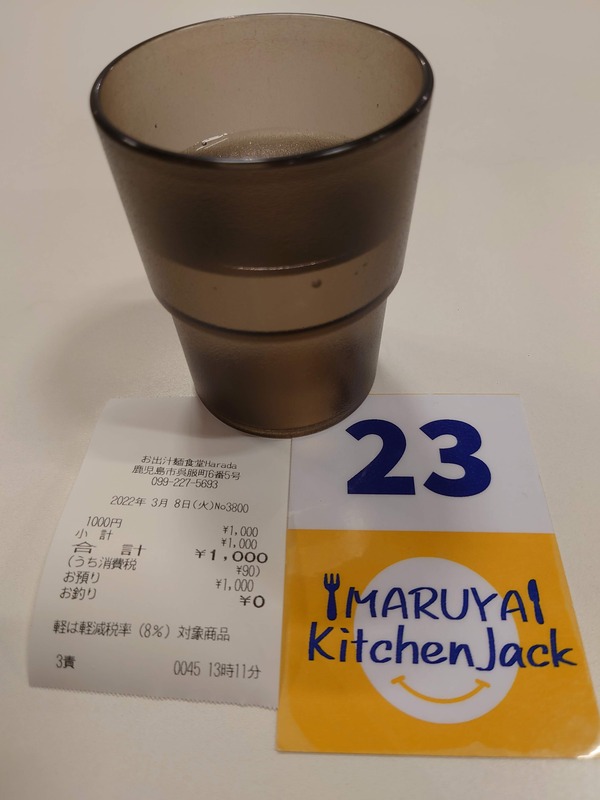 お出汁麺食堂Harada
鹿児島市呉服町6番5号
099-227-5693
2022年 3月 8日(火)No3800
1000円 ¥1,000
小 計 ¥1,000
合 計 ¥1,000
(うち消費税 ¥90)
お預り ¥1,000
お釣り ¥0
軽は軽減税率(8%)対象商品
3責 0045 13時11分
23
MARUYA
KitchenJack